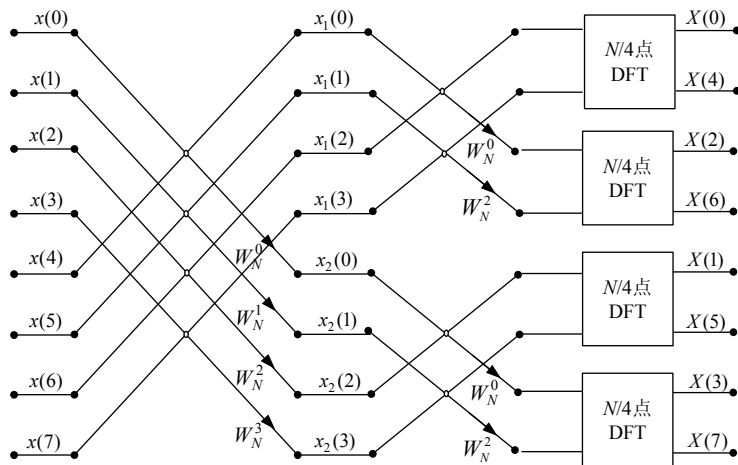 x(0)
x₁(0)
N/4点
DFT
X(0)
x(1)
x₁(1)
X(4)
x(2)
x₁(2)
W_N^0
N/4点
DFT
X(2)
x(3)
x₁(3)
W_N^2
X(6)
x(4)
W_N^0
x₂(0)
N/4点
DFT
X(1)
x(5)
W_N^1
x₂(1)
X(5)
x(6)
W_N^2
x₂(2)
W_N^0
N/4点
DFT
X(3)
x(7)
W_N^3
x₂(3)
W_N^2
X(7)